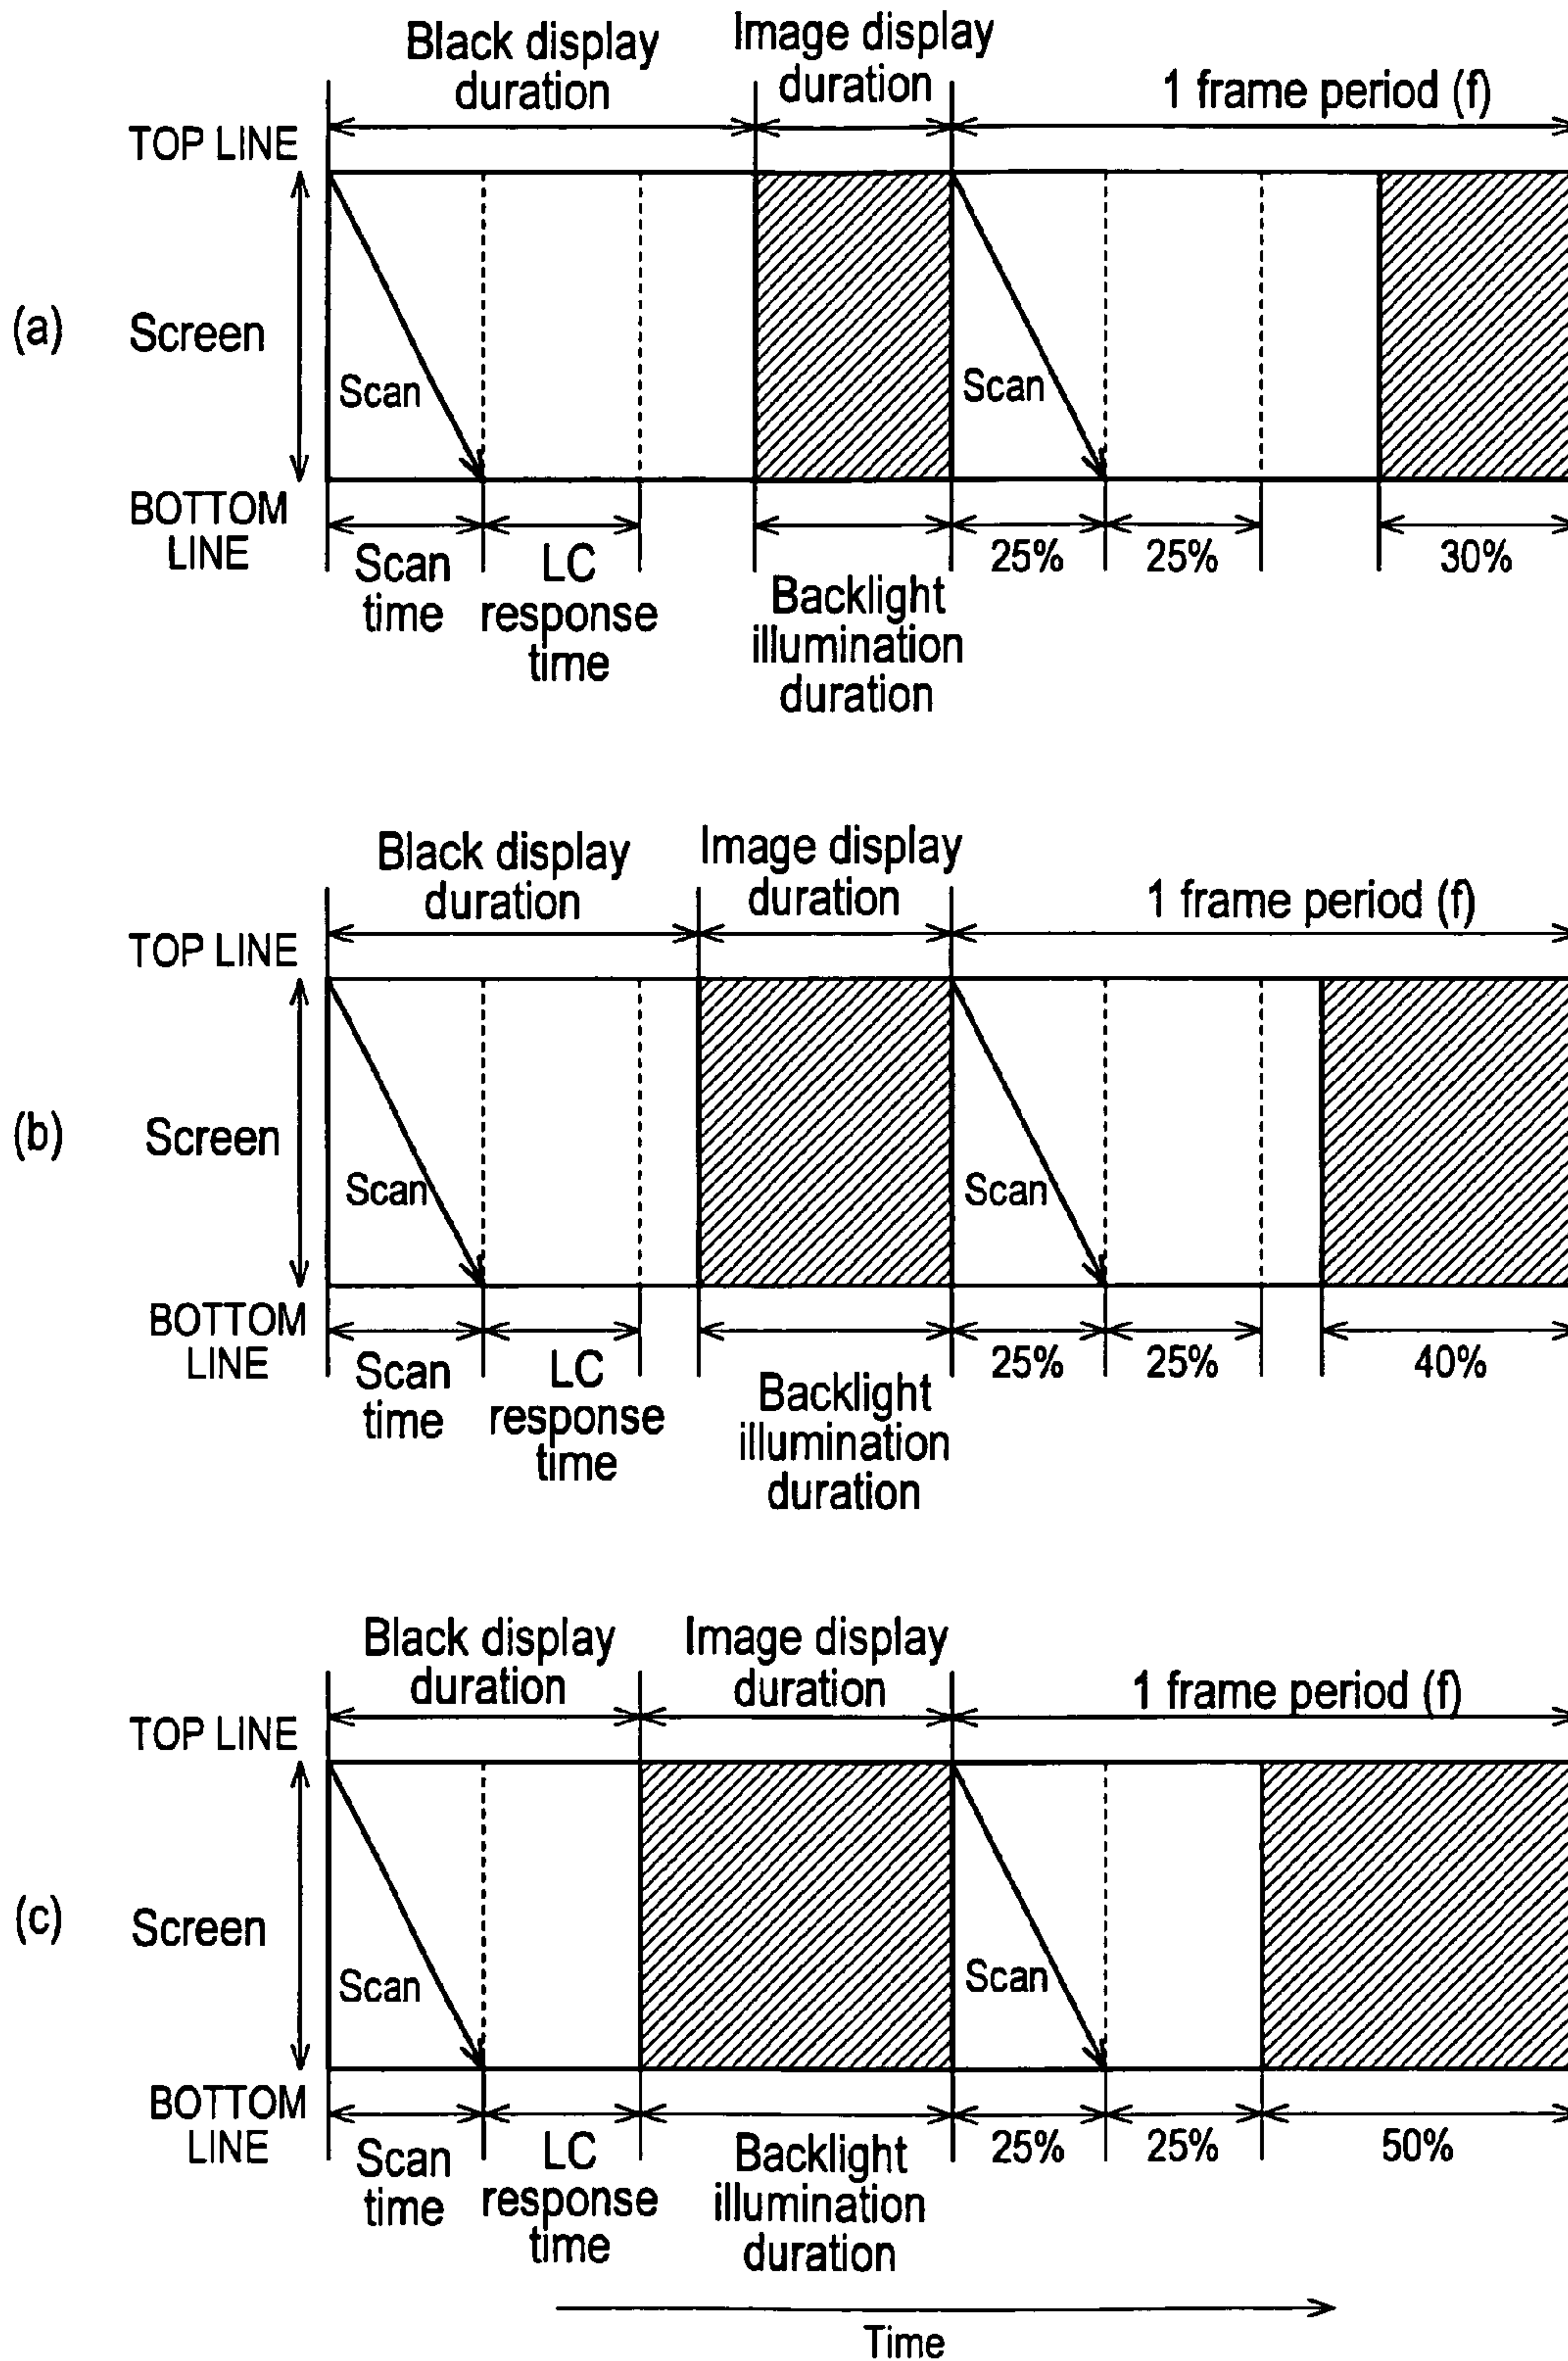 Black display
duration
Image display
duration
1 frame period (f)
TOP LINE
(a)
Screen
Scan
Scan
BOTTOM
LINE
Scan
time
LC
response
time
Backlight
illumination
duration
25%
25%
30%
Black display
duration
Image display
duration
1 frame period (f)
TOP LINE
(b)
Screen
Scan
Scan
BOTTOM
LINE
Scan
time
LC
response
time
Backlight
illumination
duration
25%
25%
40%
Black display
duration
Image display
duration
1 frame period (f)
TOP LINE
(c)
Screen
Scan
Scan
BOTTOM
LINE
Scan
time
LC
response
time
Backlight
illumination
duration
25%
25%
50%
Time